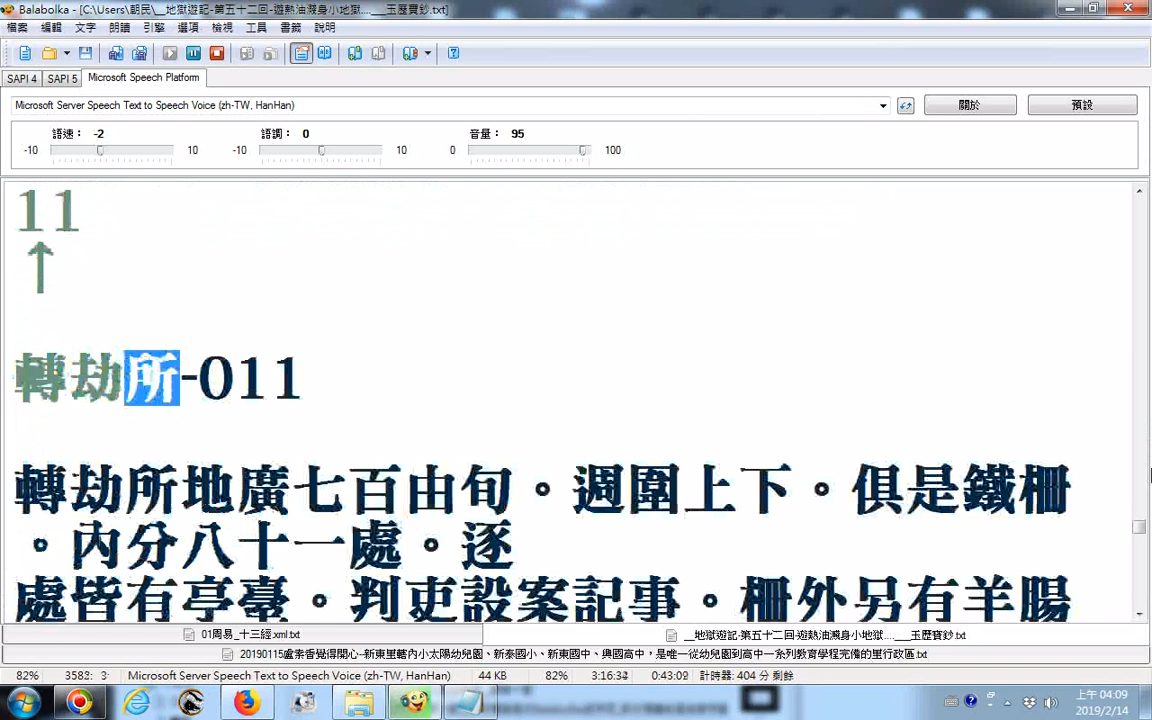 Balabolka - [C:\Users\朝民\__地獄遊記-第五十二回-遊熱油濺身小地獄....___玉歷寶鈔.txt]
檔案 編輯 文字 朗讀 引擎 選項 檢視 工具 書籤 說明
SAPI 4 SAPI 5 Microsoft Speech Platform
Microsoft Server Speech Text to Speech Voice (zh-TW, HanHan) 關於 預設
語速： -2 語調： 0 音量： 95
-10 10 -10 10 0 100
11
↑
轉劫所-011
轉劫所地廣七百由旬。週圍上下。俱是鐵柵
。內分八十一處。逐
處皆有亭臺。判吏設案記事。柵外另有羊腸
01周易_十三經.xml.txt __地獄遊記-第五十二回-遊熱油濺身小地獄....___玉歷寶鈔.txt
20190115盧素香覺得開心-新東里轄內小太陽幼兒園、新泰國小、新東國中、興國高中，是唯一從幼兒園到高中一系列教育學程完備的里行政區.txt
82% 3582: 3 Microsoft Server Speech Text to Speech Voice (zh-TW, HanHan) 44 KB 82% 3:16:32 0:43:09 計時器: 404 分 剩餘
上午 04:09
2019/2/14